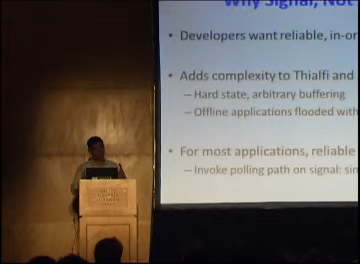 Why Signal, Not
• Developers want reliable, in-or
• Adds complexity to Thialfi and
– Hard state, arbitrary buffering
– Offline applications flooded with
• For most applications, reliable
– Invoke polling path on signal: sim